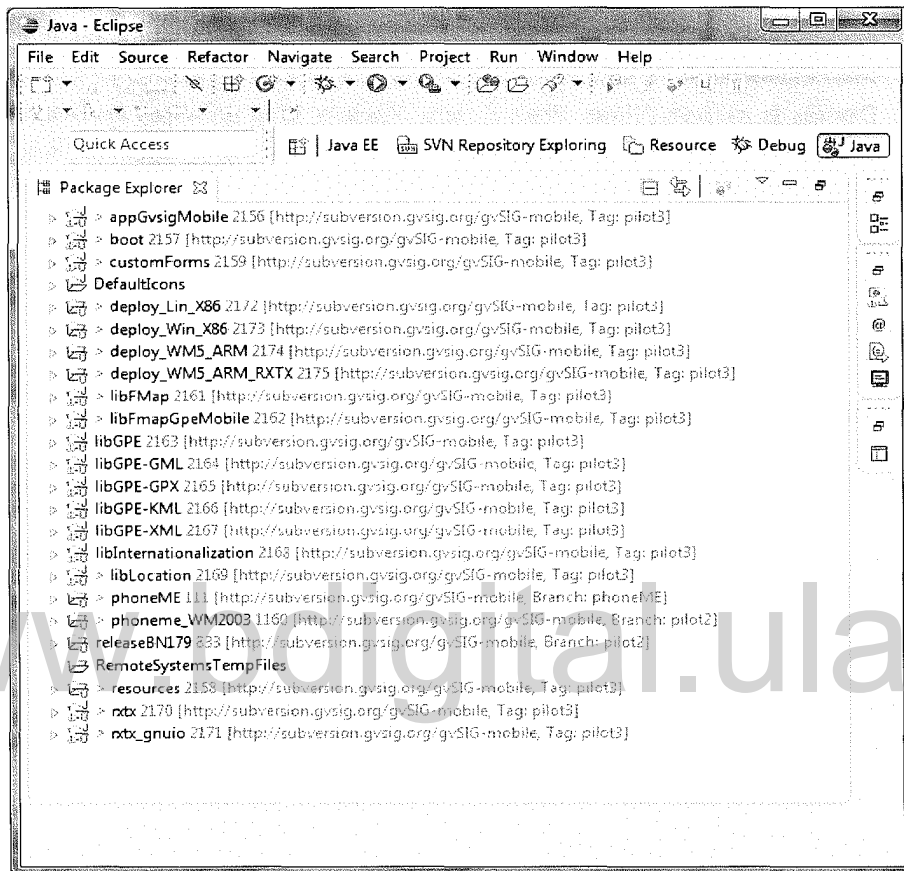 Java - Eclipse
File Edit Source Refactor Navigate Search Project Run Window Help
Quick Access
Java EE SVN Repository Exploring Resource Debug Java
Package Explorer
> appGvsigMobile 2156 [http://subversion.gvsig.org/gvSIG-mobile, Tag: pilot3]
> boot 2157 [http://subversion.gvsig.org/gvSIG-mobile, Tag: pilot3]
> customForms 2159 [http://subversion.gvsig.org/gvSIG-mobile, Tag: pilot3]
DefaultIcons
> deploy_Lin_X86 2172 [http://subversion.gvsig.org/gvSIG-mobile, Tag: pilot3]
> deploy_Win_X86 2173 [http://subversion.gvsig.org/gvSIG-mobile, Tag: pilot3]
> deploy_WM5_ARM 2174 [http://subversion.gvsig.org/gvSIG-mobile, Tag: pilot3]
> deploy_WM5_ARM_RXTX 2175 [http://subversion.gvsig.org/gvSIG-mobile, Tag: pilot3]
> libFMap 2161 [http://subversion.gvsig.org/gvSIG-mobile, Tag: pilot3]
> libFmapGpeMobile 2162 [http://subversion.gvsig.org/gvSIG-mobile, Tag: pilot3]
libGPE 2163 [http://subversion.gvsig.org/gvSIG-mobile, Tag: pilot3]
libGPE-GML 2164 [http://subversion.gvsig.org/gvSIG-mobile, Tag: pilot3]
libGPE-GPX 2165 [http://subversion.gvsig.org/gvSIG-mobile, Tag: pilot3]
libGPE-KML 2166 [http://subversion.gvsig.org/gvSIG-mobile, Tag: pilot3]
libGPE-XML 2167 [http://subversion.gvsig.org/gvSIG-mobile, Tag: pilot3]
libInternationalization 2168 [http://subversion.gvsig.org/gvSIG-mobile, Tag: pilot3]
> libLocation 2169 [http://subversion.gvsig.org/gvSIG-mobile, Tag: pilot3]
> phoneME 111 [http://subversion.gvsig.org/gvSIG-mobile, Branch: phoneME]
> phoneme_WM2003 1160 [http://subversion.gvsig.org/gvSIG-mobile, Branch: pilot2]
releaseBN179 833 [http://subversion.gvsig.org/gvSIG-mobile, Branch: pilot2]
RemoteSystemsTempFiles
> resources 2158 [http://subversion.gvsig.org/gvSIG-mobile, Tag: pilot3]
> rxtx 2170 [http://subversion.gvsig.org/gvSIG-mobile, Tag: pilot3]
> rxtx_gnuio 2171 [http://subversion.gvsig.org/gvSIG-mobile, Tag: pilot3]
www.bdigital.ula